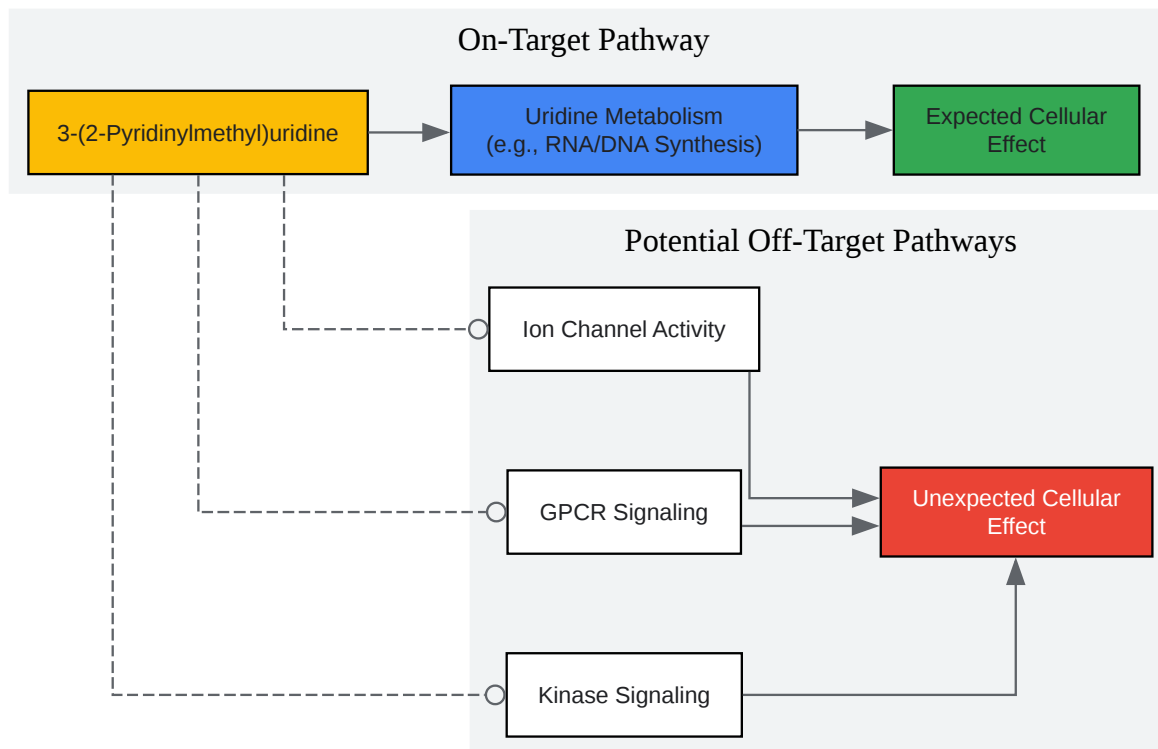 On-Target Pathway
3-(2-Pyridinylmethyl)uridine
Uridine Metabolism
(e.g., RNA/DNA Synthesis)
Expected Cellular
Effect
Potential Off-Target Pathways
Ion Channel Activity
GPCR Signaling
Unexpected Cellular
Effect
Kinase Signaling